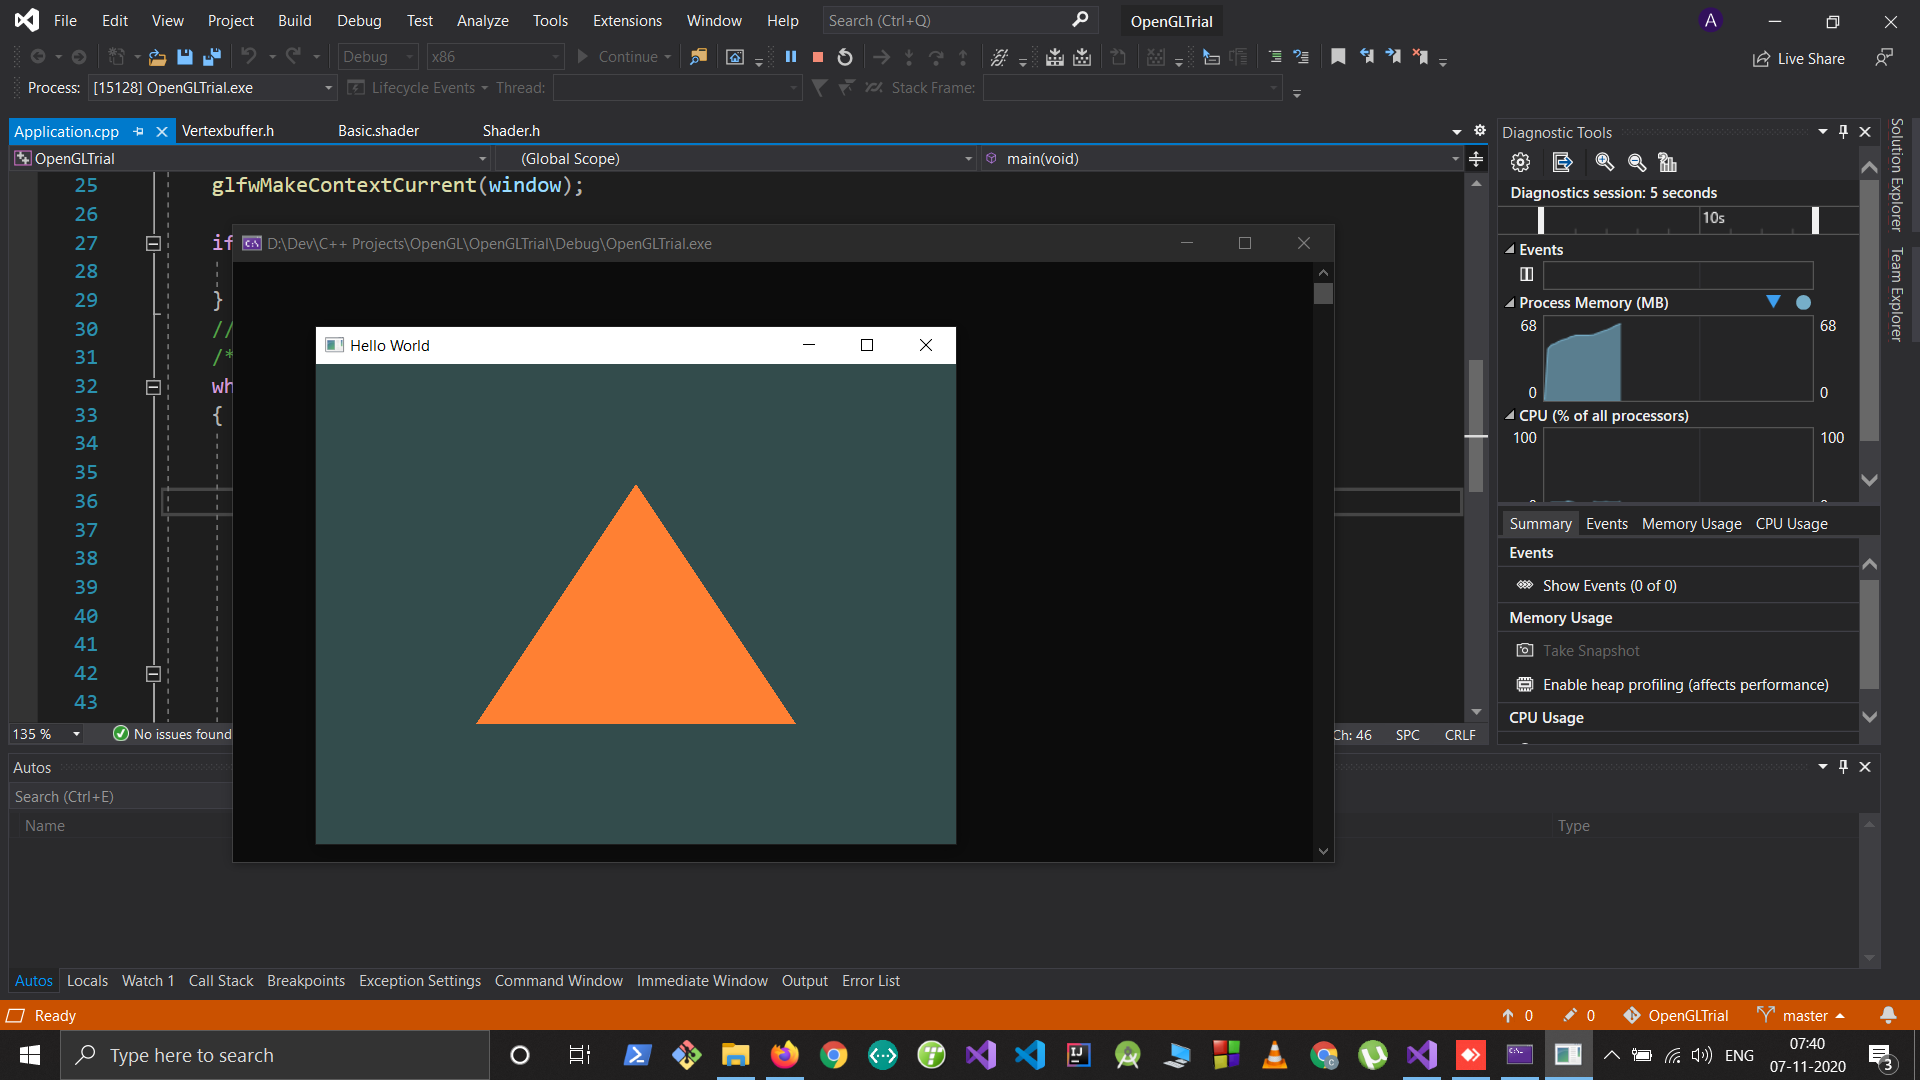 File Edit View Project Build Debug Test Analyze Tools Extensions Window Help Search (Ctrl+Q) OpenGLTrial A
Debug x86 Continue Live Share
Process: [15128] OpenGLTrial.exe Lifecycle Events Thread: Stack Frame:
Application.cpp Vertexbuffer.h Basic.shader Shader.h
OpenGLTrial (Global Scope) main(void)
25 glfwMakeContextCurrent(window);
26
27 if
28
29 }
30 //
31 /*
32 wh
33 {
34
35
36
37
38
39
40
41
42
43
D:\Dev\C++ Projects\OpenGL\OpenGLTrial\Debug\OpenGLTrial.exe
Hello World
135 % No issues found
Ch: 46 SPC CRLF
Diagnostic Tools
Diagnostics session: 5 seconds
10s
Events
Process Memory (MB)
68 68
0 0
CPU (% of all processors)
100 100
Summary Events Memory Usage CPU Usage
Events
Show Events (0 of 0)
Memory Usage
Take Snapshot
Enable heap profiling (affects performance)
CPU Usage
Solution Explorer
Team Explorer
Autos
Search (Ctrl+E)
Name Type
Autos Locals Watch 1 Call Stack Breakpoints Exception Settings Command Window Immediate Window Output Error List
Ready 0 0 OpenGLTrial master
Type here to search ENG 07:40
07-11-2020 3